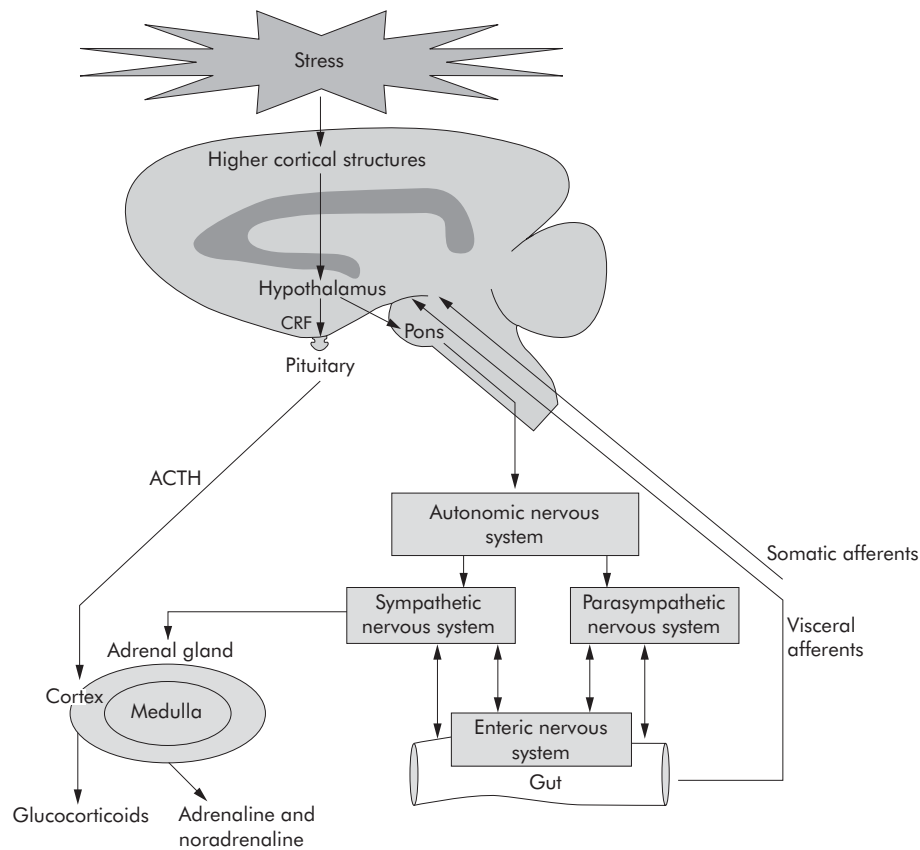 Stress
Higher cortical structures
Hypothalamus
CRF
Pons
Pituitary
ACTH
Autonomic nervous
system
Somatic afferents
Sympathetic
nervous system
Parasympathetic
nervous system
Visceral
afferents
Adrenal gland
Cortex
Medulla
Enteric nervous
system
Gut
Glucocorticoids
Adrenaline and
noradrenaline